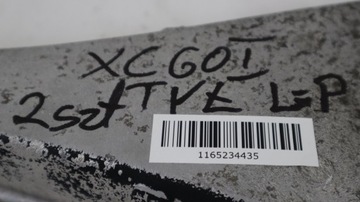 XC60 I
2szt TYŁ L=P
1165234435